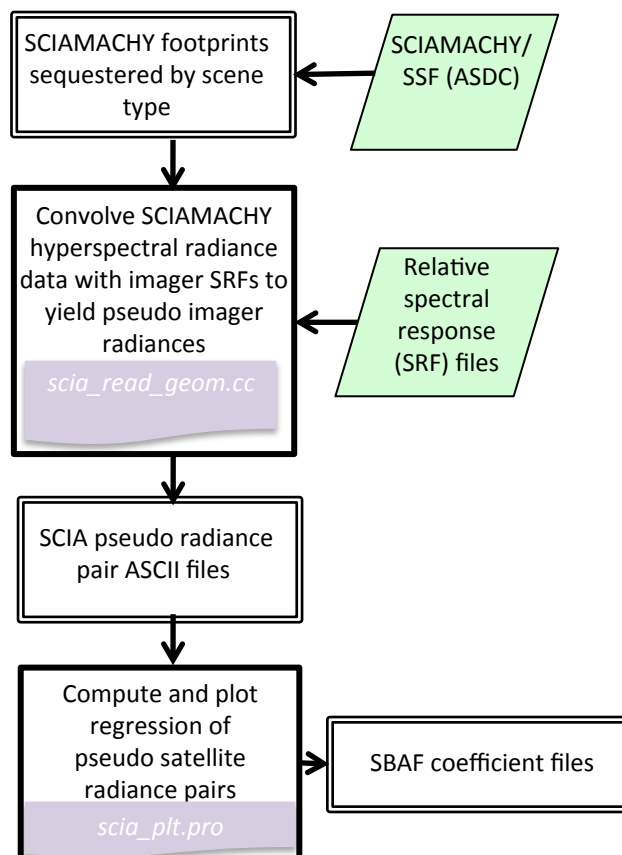 SCIAMACHY footprints
sequestered by scene
type
SCIAMACHY/
SSF (ASDC)
Convolve SCIAMACHY
hyperspectral radiance
data with imager SRFs to
yield pseudo imager
radiances
scia_read_geom.cc
Relative
spectral
response
(SRF) files
SCIA pseudo radiance
pair ASCII files
Compute and plot
regression of
pseudo satellite
radiance pairs
scia_plt.pro
SBAF coefficient files